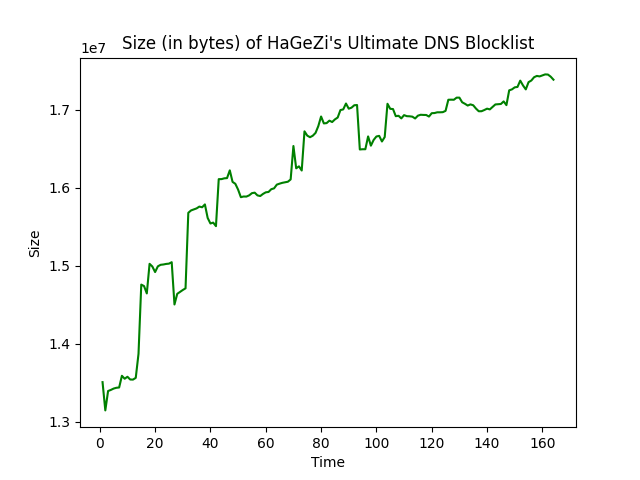 Size (in bytes) of HaGeZi's Ultimate DNS Blocklist
1e7
1.7
1.6
1.5
1.4
1.3
Size
0 20 40 60 80 100 120 140 160
Time